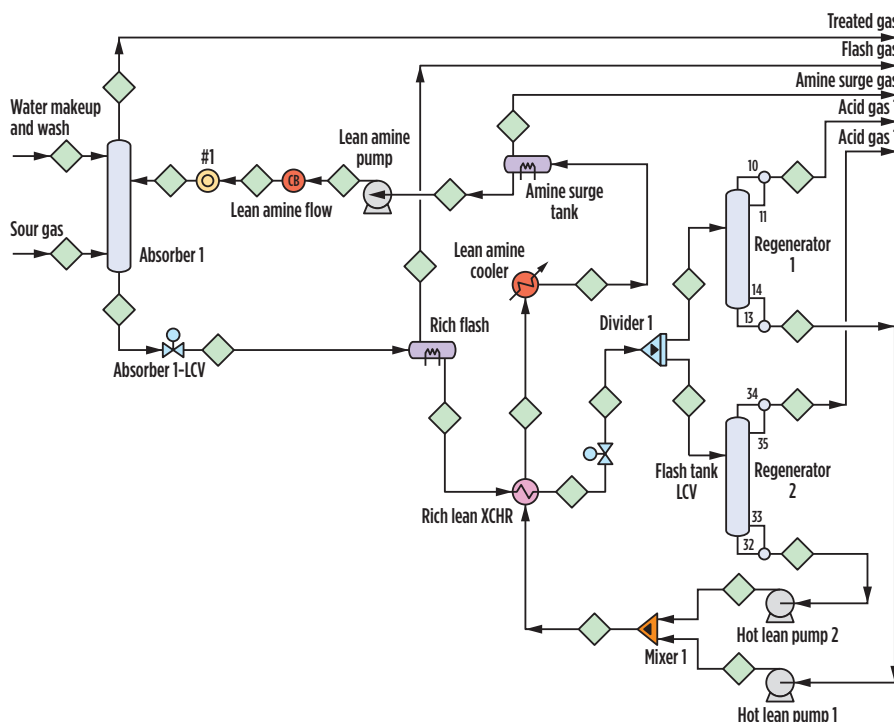 Treated gas
Flash gas
Amine surge gas
Acid gas 1
Acid gas
Water makeup
and wash
#1
Lean amine
pump
CB
Lean amine flow
Amine surge
tank
10
11
Regenerator
1
14
13
Sour gas
Absorber 1
Lean amine
cooler
Rich flash
Divider 1
Absorber 1-LCV
34
35
Flash tank
LCV
Regenerator
2
33
32
Rich lean XCHR
Mixer 1
Hot lean pump 2
Hot lean pump 1